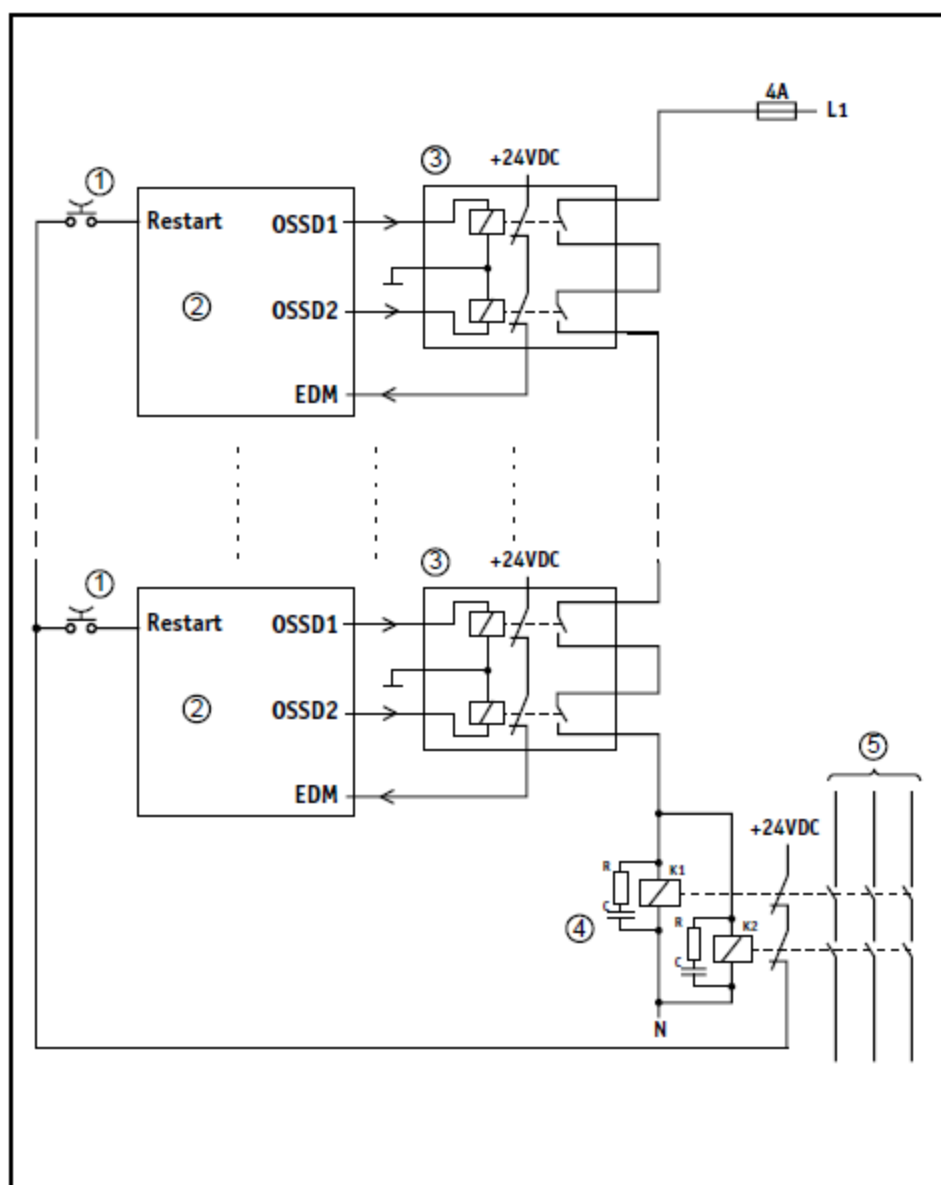 4A
L1
③
+24VDC
①
Restart
OSSD1
②
OSSD2
EDM
③
+24VDC
①
Restart
OSSD1
②
OSSD2
EDM
⑤
+24VDC
R
K1
C
④
R
K2
C
N